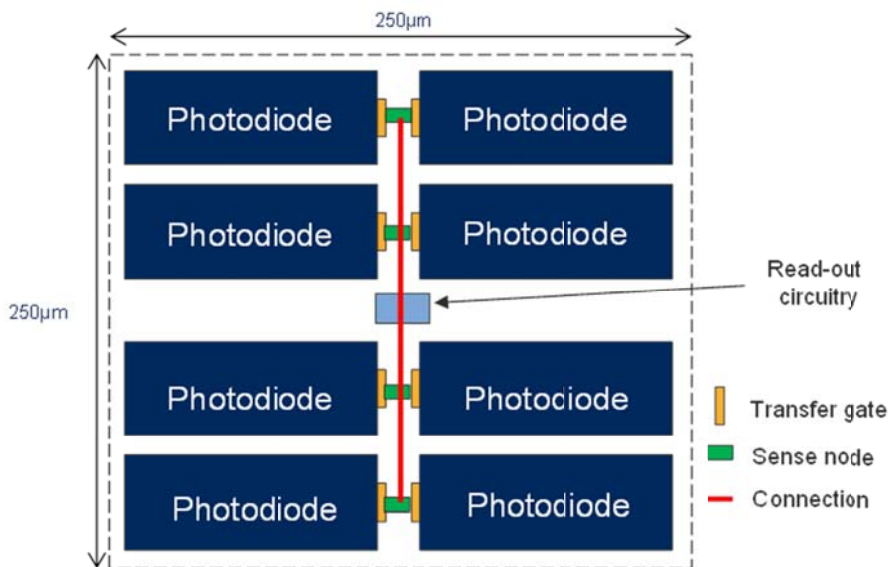 250µm
Photodiode Photodiode
Photodiode Photodiode
Read-out
circuitry
250µm
Photodiode Photodiode
Transfer gate
Sense node
Photodiode Photodiode
Connection